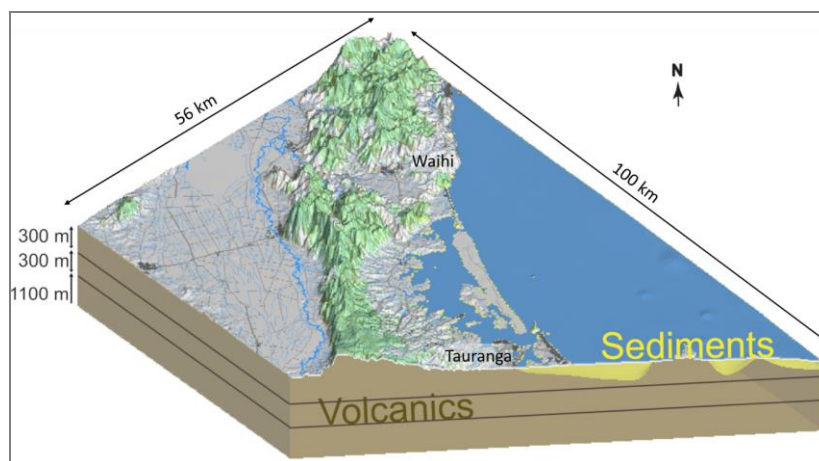 56 km
N
Waihi
100 km
300 m
300 m
1100 m
Tauranga
Sediments
Volcanics